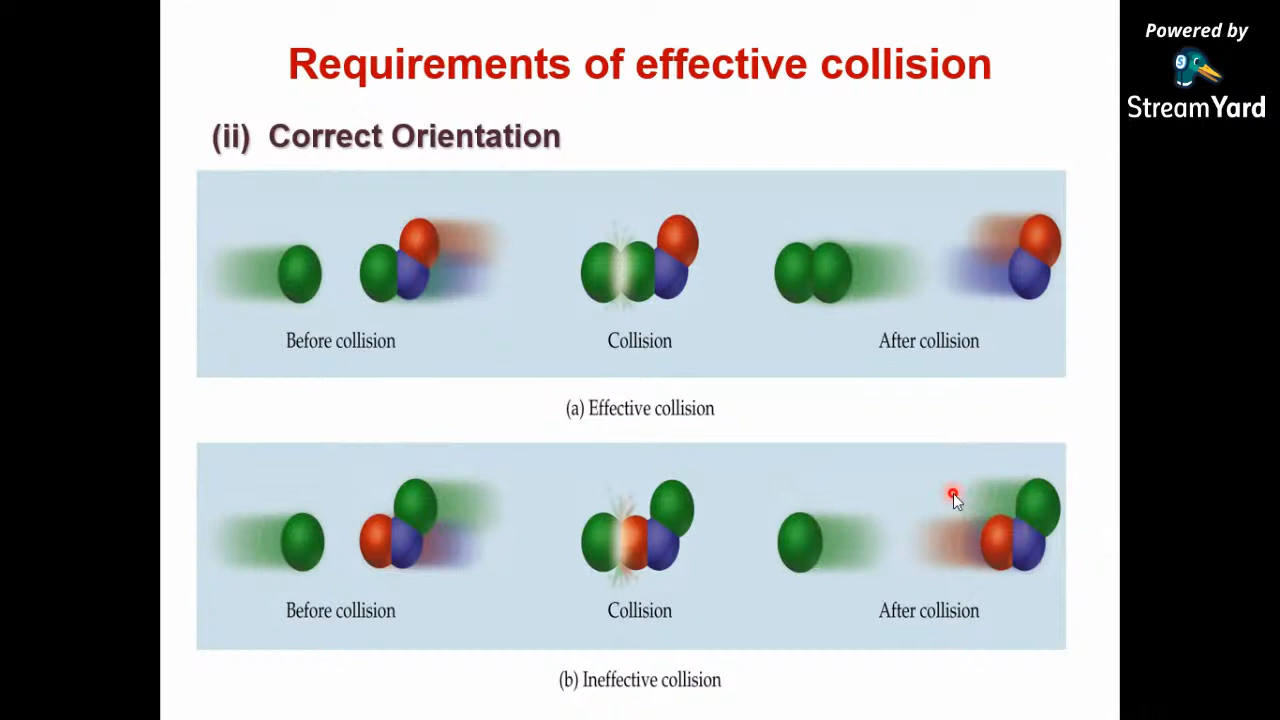 Requirements of effective collision
Powered by
S
StreamYard
(ii) Correct Orientation
Before collision
Collision
After collision
(a) Effective collision
Before collision
Collision
After collision
(b) Ineffective collision